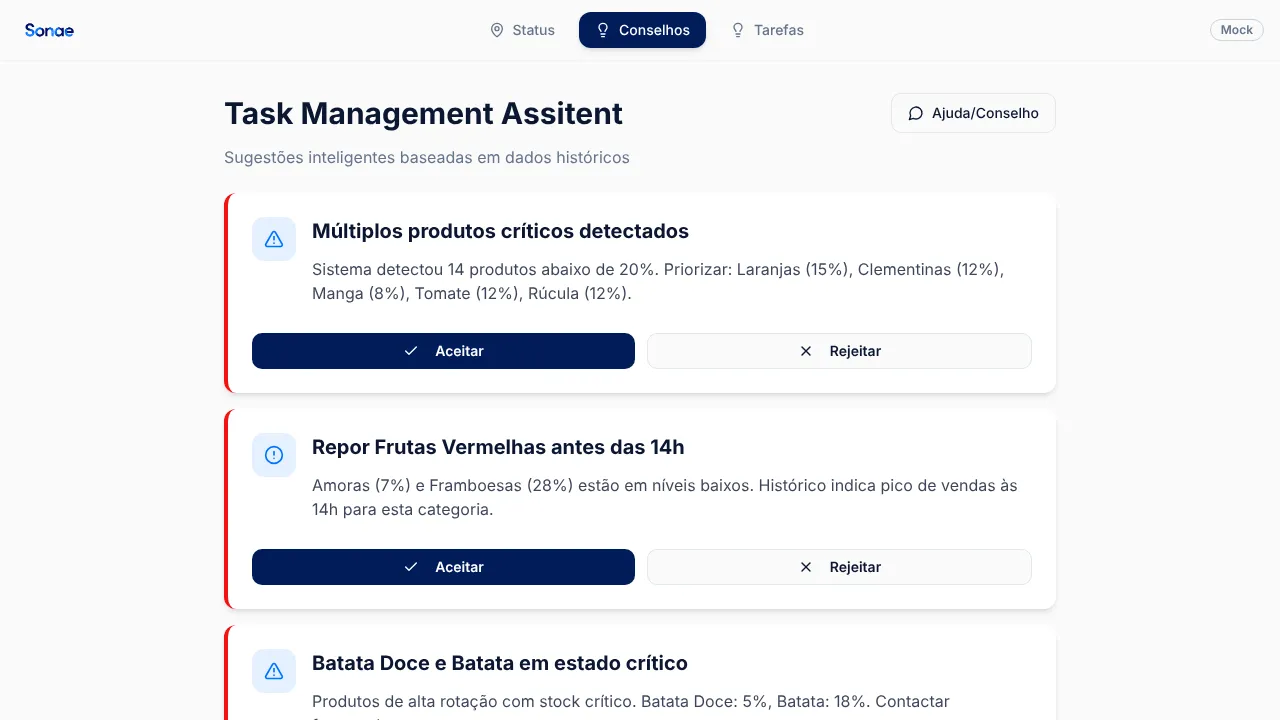 Sonae
Status
Conselhos
Tarefas
Mock
Task Management Assitent
Ajuda/Conselho
Sugestões inteligentes baseadas em dados históricos
Múltiplos produtos críticos detectados
Sistema detectou 14 produtos abaixo de 20%. Priorizar: Laranjas (15%), Clementinas (12%),
Manga (8%), Tomate (12%), Rúcula (12%).
Aceitar
Rejeitar
Repor Frutas Vermelhas antes das 14h
Amoras (7%) e Framboesas (28%) estão em níveis baixos. Histórico indica pico de vendas às
14h para esta categoria.
Aceitar
Rejeitar
Batata Doce e Batata em estado crítico
Produtos de alta rotação com stock crítico. Batata Doce: 5%, Batata: 18%. Contactar